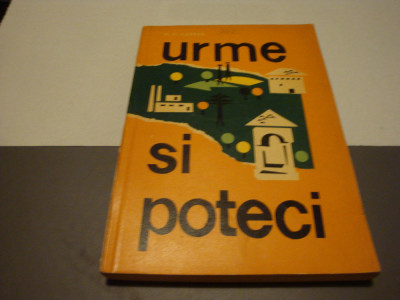 urme
si
poteci